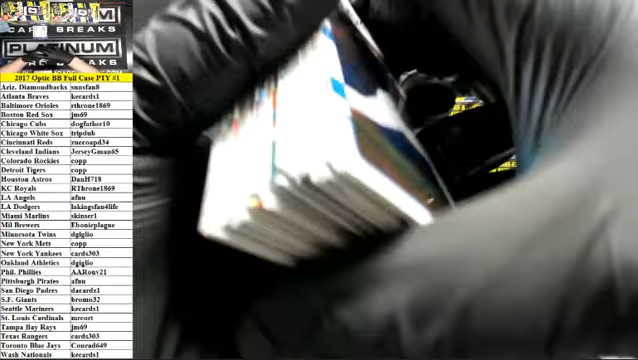 PLATINUM
CARD BREAKS
2017 Optic BB Full Case PTY #1
Ariz. Diamondbacks sunsfan8
Atlanta Braves kecards1
Baltimore Orioles rthrone1869
Boston Red Sox jm69
Chicago Cubs dogfather10
Chicago White Sox tripdub
Cincinnati Reds
Cleveland Indians JerseyGman65
Colorado Rockies copp
Detroit Tigers copp
Houston Astros DanH718
KC Royals RThrone1869
LA Angels afnu
LA Dodgers lakingsfan4life
Miami Marlins skinser1
Mil Brewers Ebonieplague
Minnesota Twins dgiglio
New York Mets copp
New York Yankees cards303
Oakland Athletics dgiglio
Phil. Phillies AARonv21
Pittsburgh Pirates afnu
San Diego Padres dacardz1
S.F. Giants bromo32
Seattle Mariners kecards1
St. Louis Cardinals mrcort
Tampa Bay Rays jm69
Texas Rangers cards303
Toronto Blue Jays Conrad649
Wash Nationals kecards1